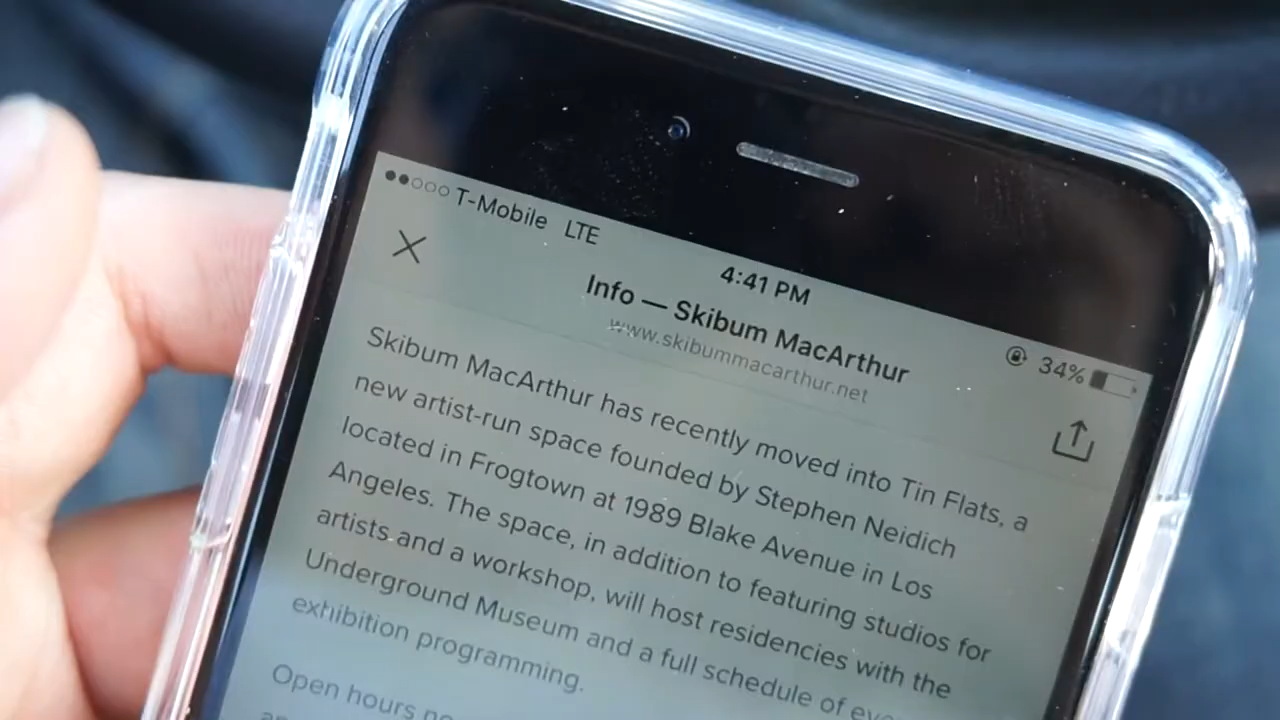 T-Mobile LTE
4:41 PM
34%
Info — Skibum MacArthur
www.skibummacarthur.net
Skibum MacArthur has recently moved into Tin Flats, a
new artist-run space founded by Stephen Neidich
located in Frogtown at 1989 Blake Avenue in Los
Angeles. The space, in addition to featuring studios for
artists and a workshop, will host residencies with the
Underground Museum and a full schedule of
exhibition programming.
Open hours